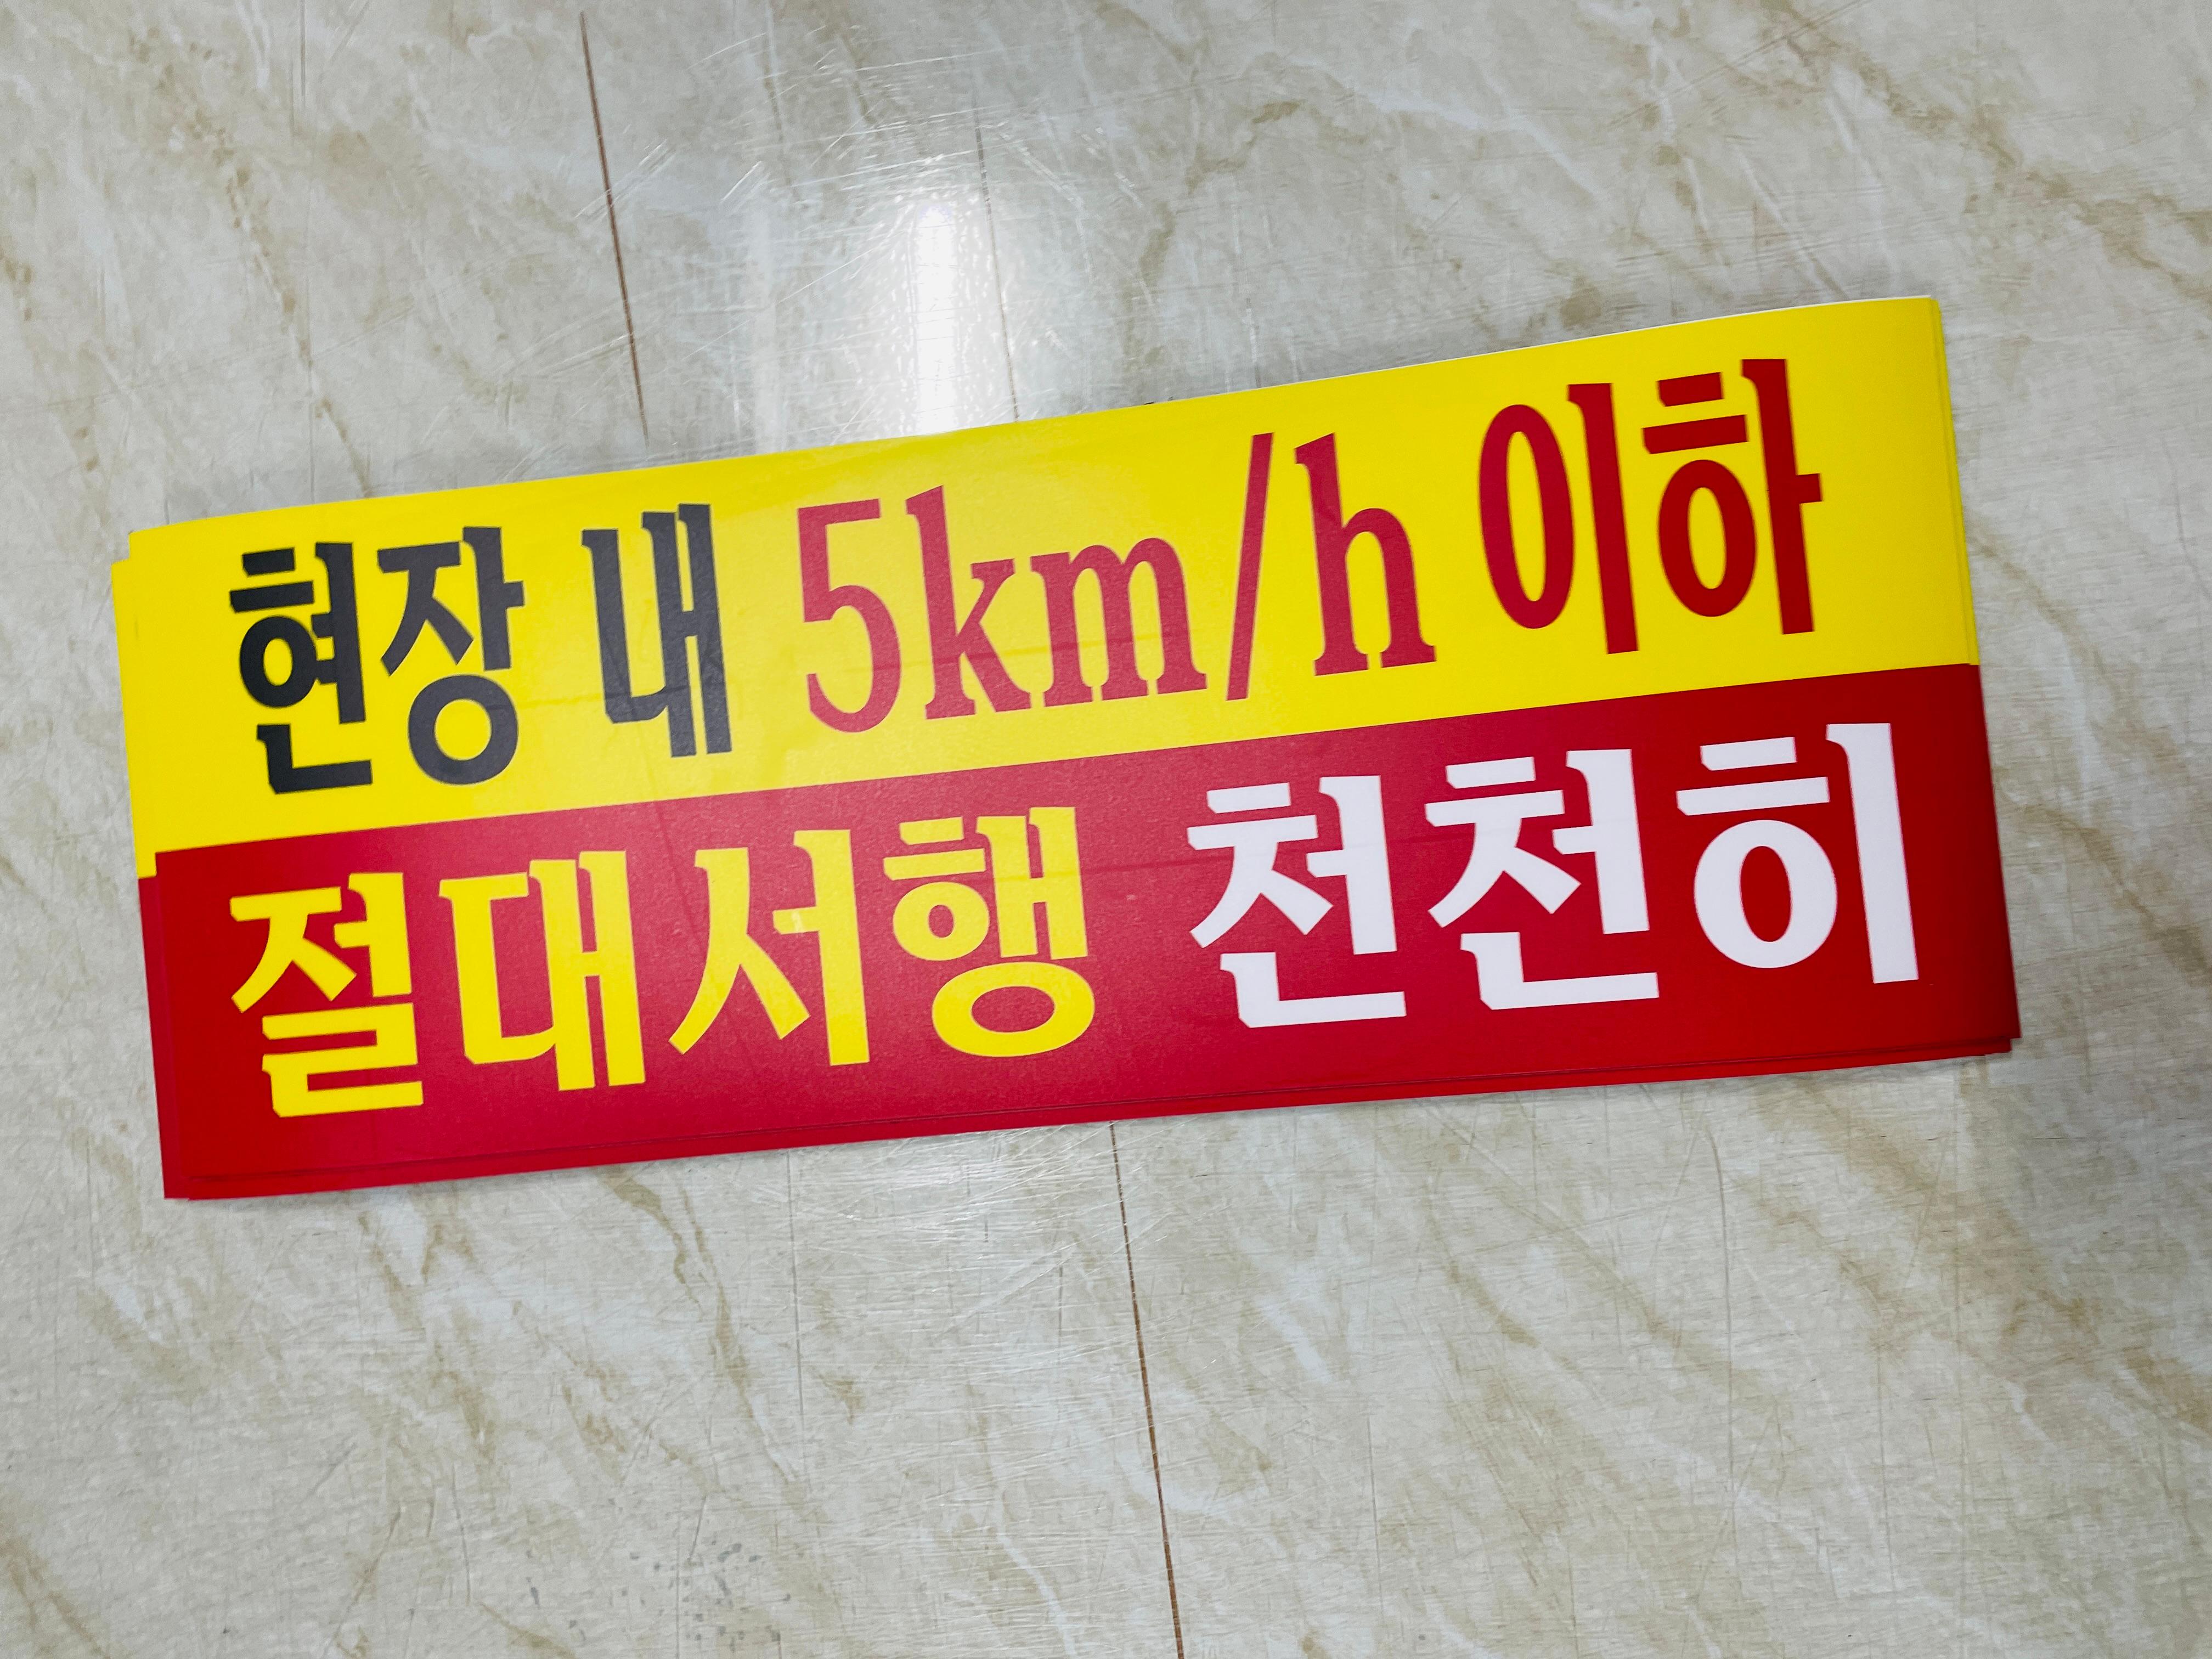 현장 내 5km/h 이하
절대서행 천천히